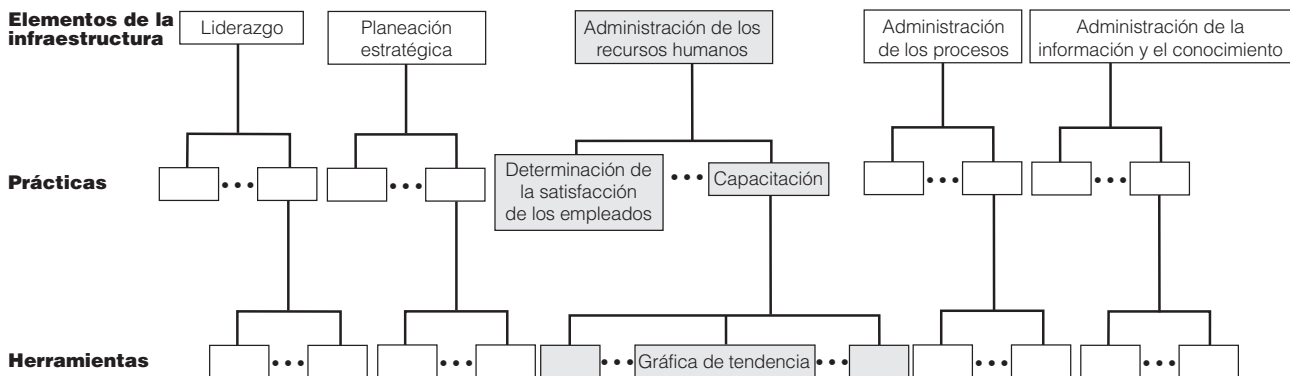 Elementos de la
infraestructura
Liderazgo
Planeación
estratégica
Administración de los
recursos humanos
Administración
de los procesos
Administración de la
información y el conocimiento
Prácticas
Determinación de
la satisfacción
de los empleados
Capacitación
Herramientas
Gráfica de tendencia